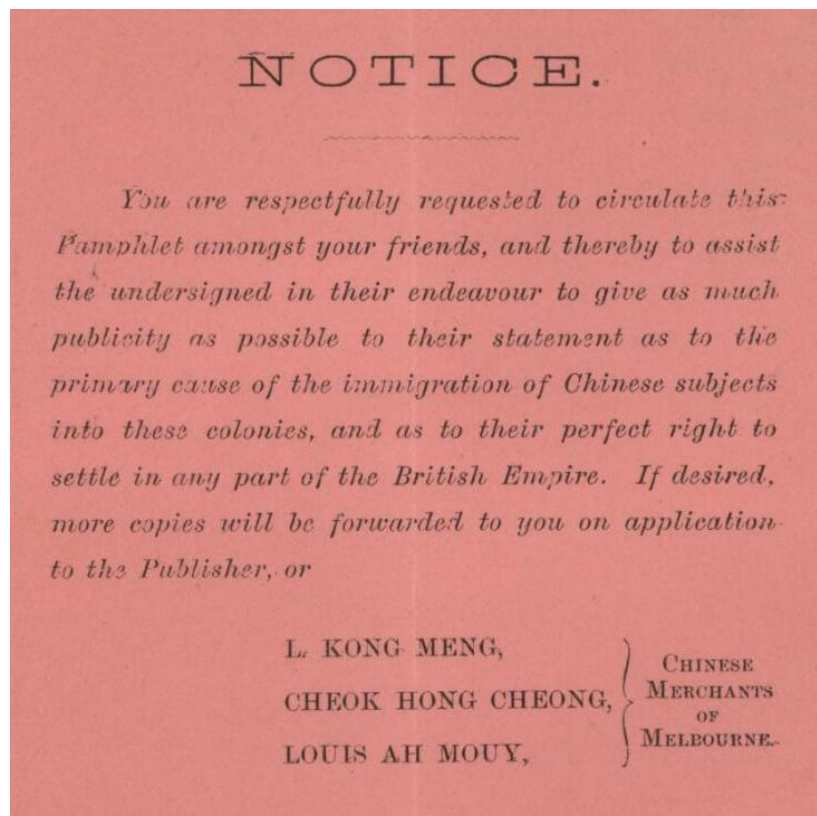 NOTICE.
You are respectfully requested to circulate this
Pamphlet amongst your friends, and thereby to assist
the undersigned in their endeavour to give as much
publicity as possible to their statement as to the
primary cause of the immigration of Chinese subjects
into these colonies, and as to their perfect right to
settle in any part of the British Empire. If desired,
more copies will be forwarded to you on application
to the Publisher, or
L. KONG MENG,
CHEOK HONG CHEONG,
LOUIS AH MOUY,
CHINESE
MERCHANTS
OF
MELBOURNE.